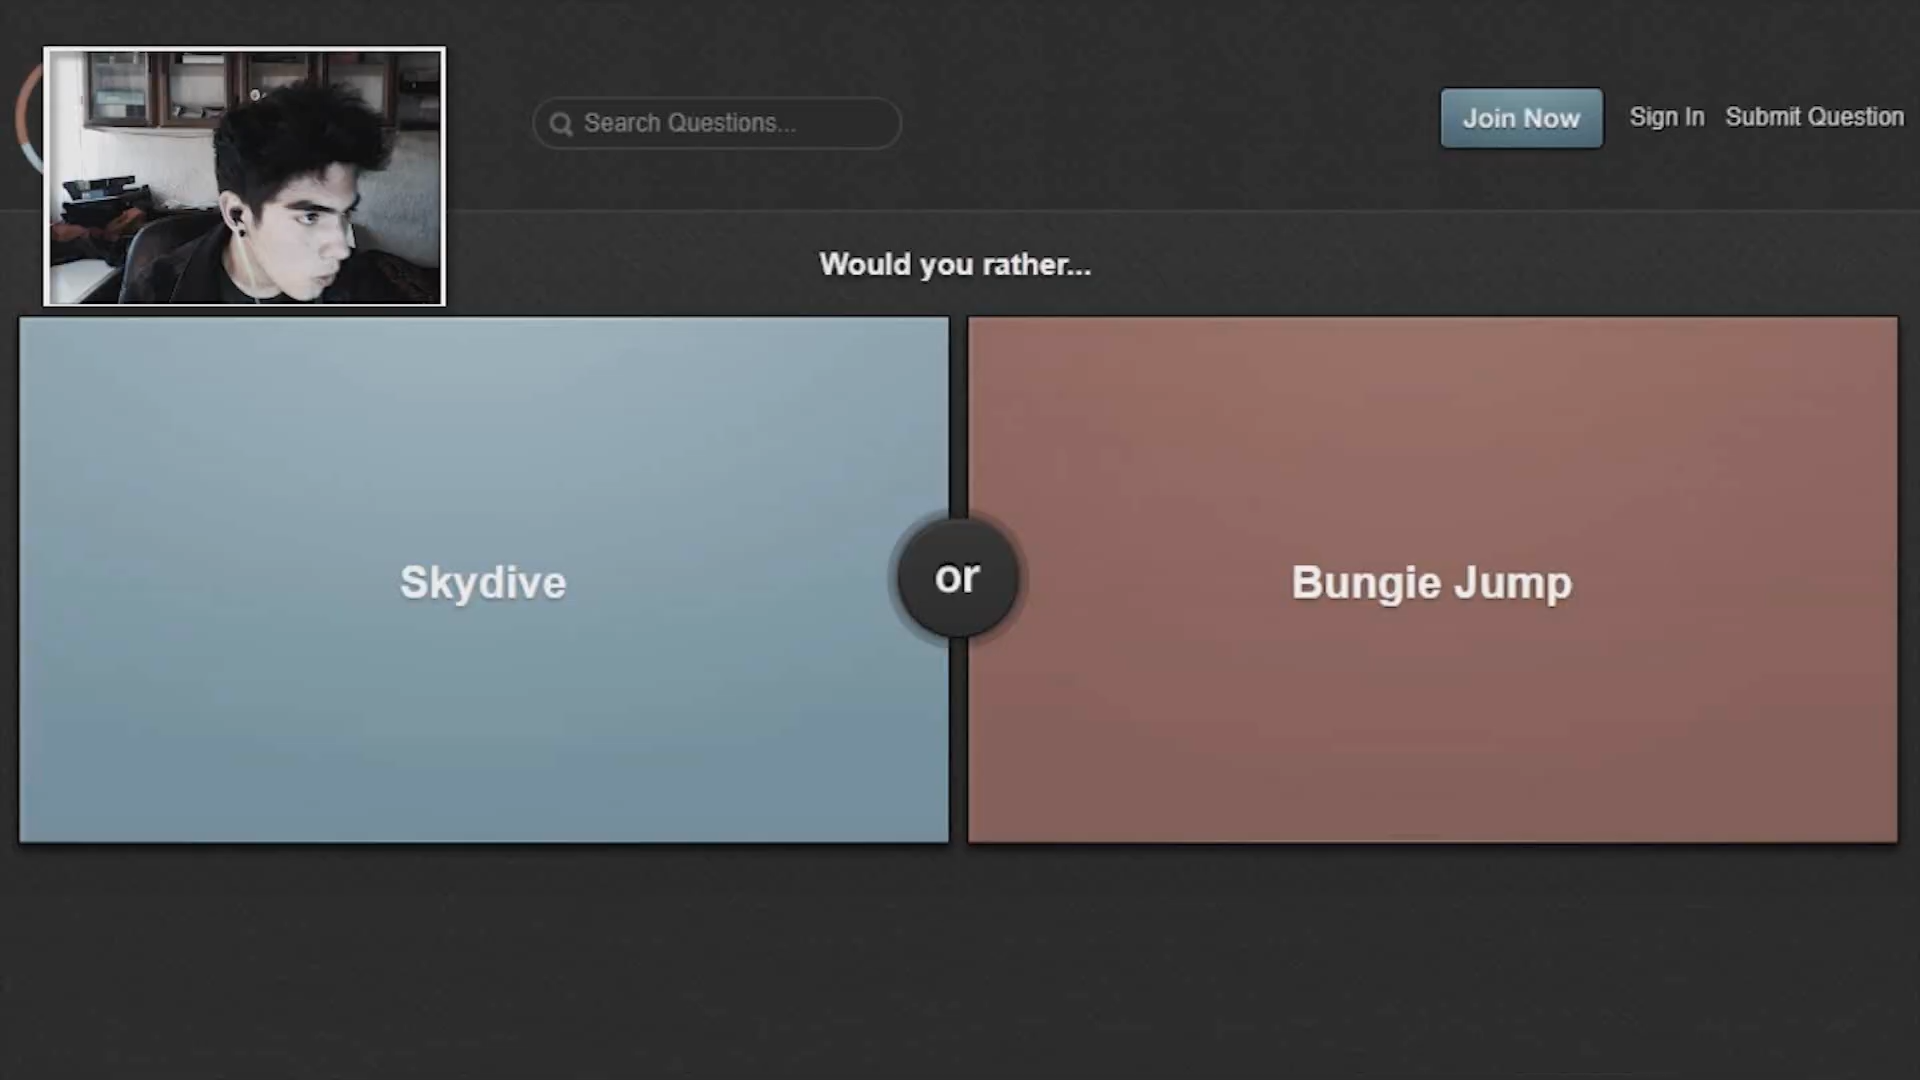 Search Questions...
Join Now
Sign In
Submit Question
Would you rather...
Skydive
or
Bungie Jump